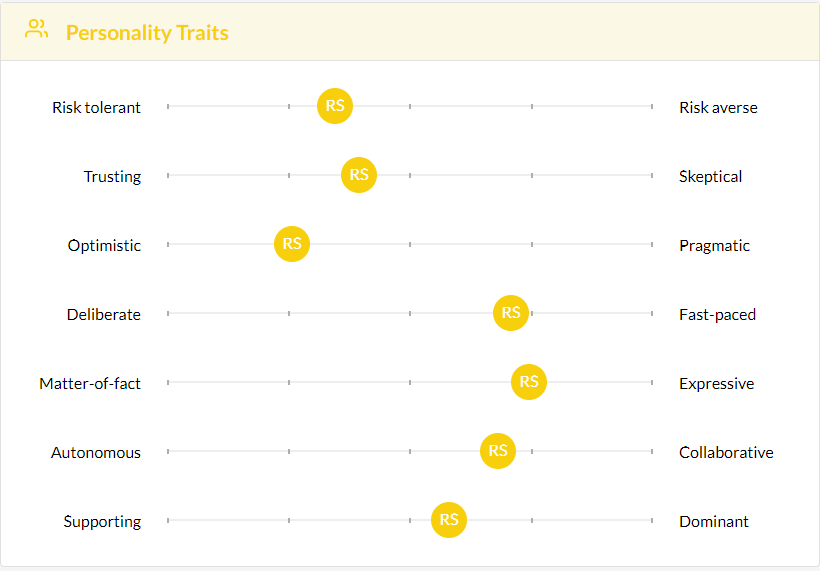 Personality Traits
Risk tolerant RS Risk averse
Trusting RS Skeptical
Optimistic RS Pragmatic
Deliberate RS Fast-paced
Matter-of-fact RS Expressive
Autonomous RS Collaborative
Supporting RS Dominant